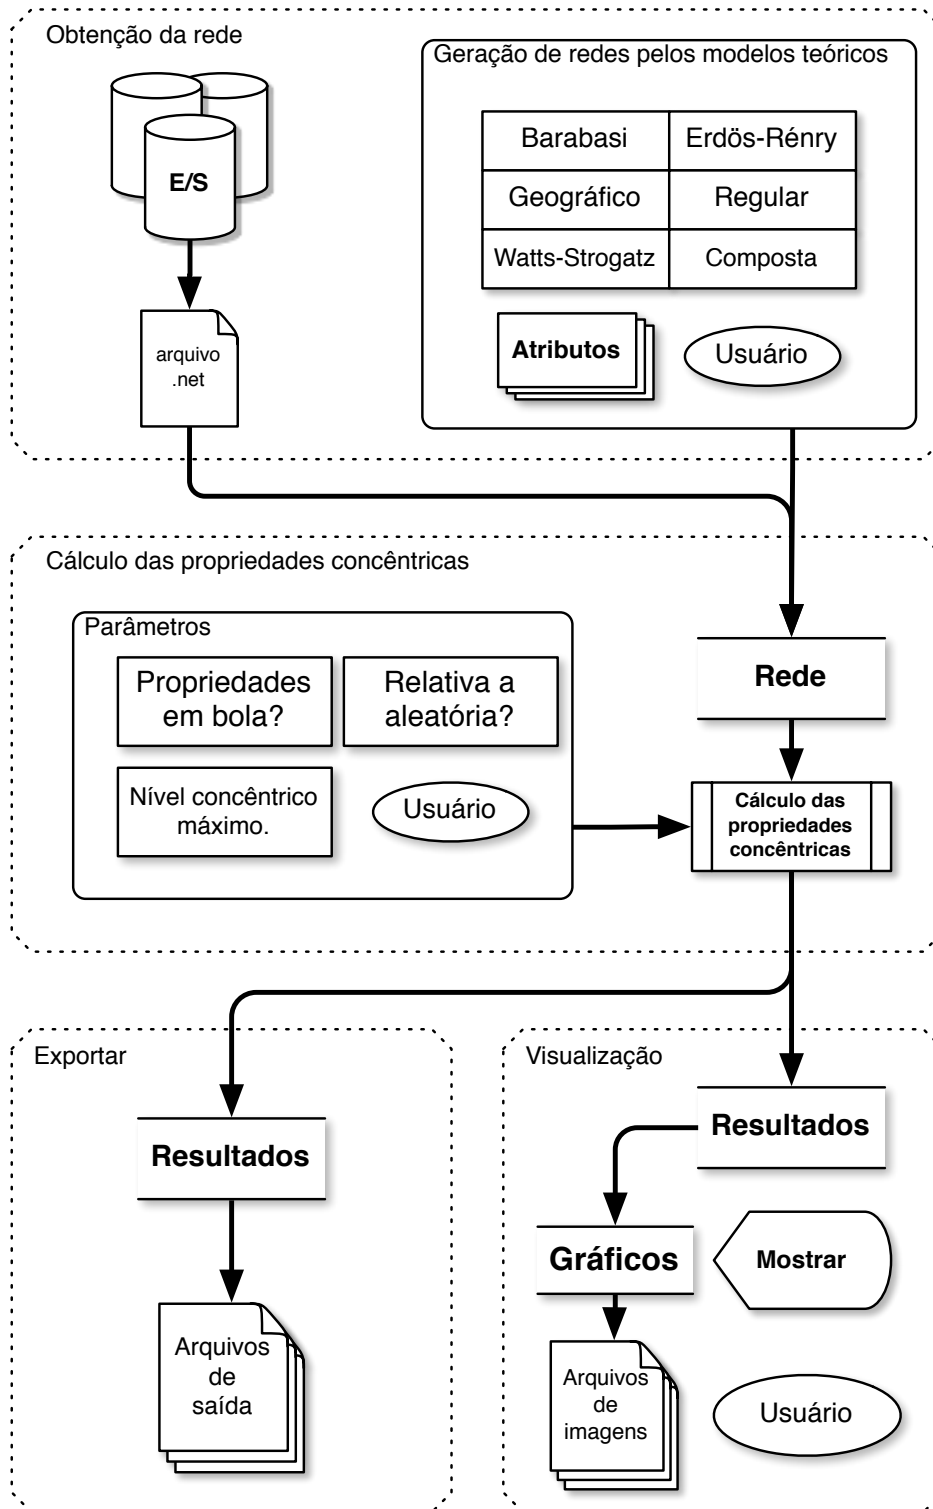 Obtenção da rede
Geração de redes pelos modelos teóricos
E/S
arquivo
.net
Barabasi
Erdös-Rénry
Geográfico
Regular
Watts-Strogatz
Composta
Atributos
Usuário
Cálculo das propriedades concêntricas
Parâmetros
Propriedades
em bola?
Relativa a
aleatória?
Nível concêntrico
máximo.
Usuário
Rede
Cálculo das
propriedades
concêntricas
Exportar
Resultados
Arquivos
de
saída
Visualização
Resultados
Gráficos
Mostrar
Arquivos
de
imagens
Usuário